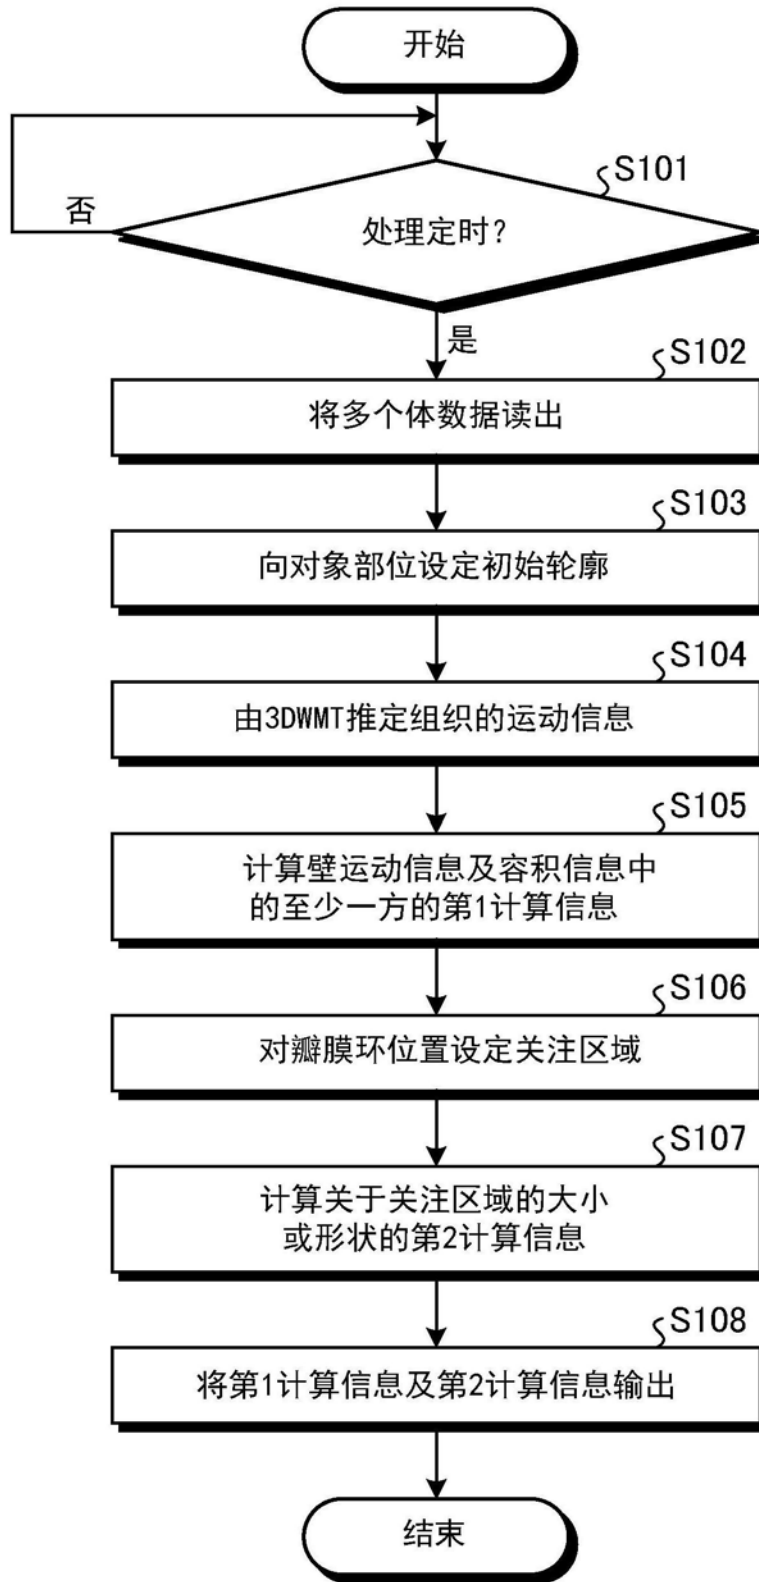 开始
S101
处理定时?
否
是
S102
将多个体数据读出
S103
向对象部位设定初始轮廓
S104
由3DWMT推定组织的运动信息
S105
计算壁运动信息及容积信息中
的至少一方的第1计算信息
S106
对瓣膜环位置设定关注区域
S107
计算关于关注区域的大小
或形状的第2计算信息
S108
将第1计算信息及第2计算信息输出
结束